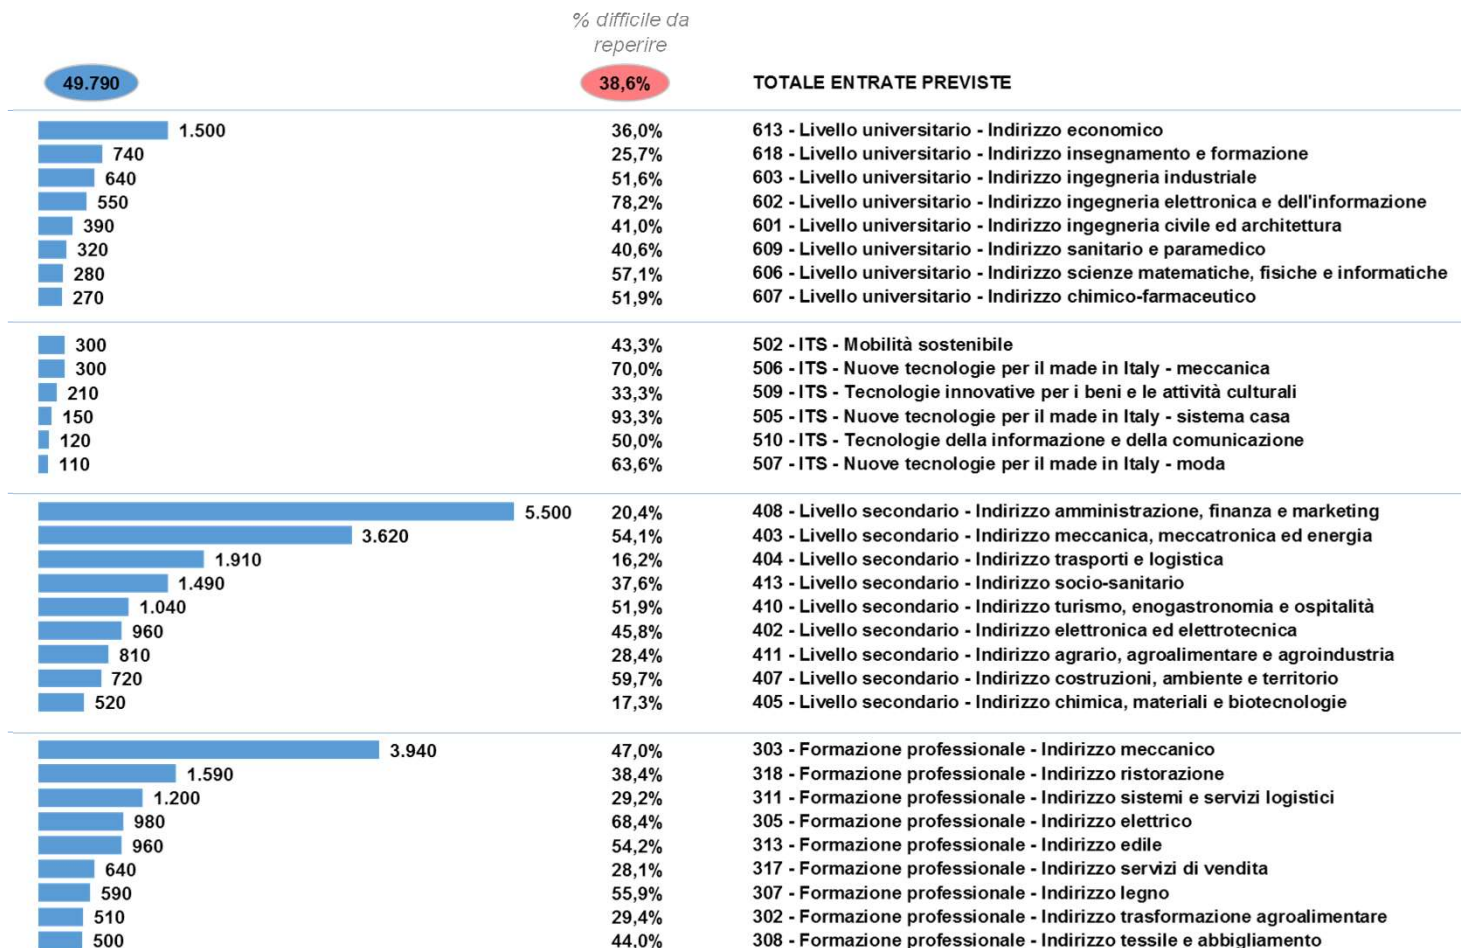 % difficile da
reperire
49.790 38,6% TOTALE ENTRATE PREVISTE
1.500 36,0% 613 - Livello universitario - Indirizzo economico
740 25,7% 618 - Livello universitario - Indirizzo insegnamento e formazione
640 51,6% 603 - Livello universitario - Indirizzo ingegneria industriale
550 78,2% 602 - Livello universitario - Indirizzo ingegneria elettronica e dell'informazione
390 41,0% 601 - Livello universitario - Indirizzo ingegneria civile ed architettura
320 40,6% 609 - Livello universitario - Indirizzo sanitario e paramedico
280 57,1% 606 - Livello universitario - Indirizzo scienze matematiche, fisiche e informatiche
270 51,9% 607 - Livello universitario - Indirizzo chimico-farmaceutico
300 43,3% 502 - ITS - Mobilità sostenibile
300 70,0% 506 - ITS - Nuove tecnologie per il made in Italy - meccanica
210 33,3% 509 - ITS - Tecnologie innovative per i beni e le attività culturali
150 93,3% 505 - ITS - Nuove tecnologie per il made in Italy - sistema casa
120 50,0% 510 - ITS - Tecnologie della informazione e della comunicazione
110 63,6% 507 - ITS - Nuove tecnologie per il made in Italy - moda
5.500 20,4% 408 - Livello secondario - Indirizzo amministrazione, finanza e marketing
3.620 54,1% 403 - Livello secondario - Indirizzo meccanica, meccatronica ed energia
1.910 16,2% 404 - Livello secondario - Indirizzo trasporti e logistica
1.490 37,6% 413 - Livello secondario - Indirizzo socio-sanitario
1.040 51,9% 410 - Livello secondario - Indirizzo turismo, enogastronomia e ospitalità
960 45,8% 402 - Livello secondario - Indirizzo elettronica ed elettrotecnica
810 28,4% 411 - Livello secondario - Indirizzo agrario, agroalimentare e agroindustria
720 59,7% 407 - Livello secondario - Indirizzo costruzioni, ambiente e territorio
520 17,3% 405 - Livello secondario - Indirizzo chimica, materiali e biotecnologie
3.940 47,0% 303 - Formazione professionale - Indirizzo meccanico
1.590 38,4% 318 - Formazione professionale - Indirizzo ristorazione
1.200 29,2% 311 - Formazione professionale - Indirizzo sistemi e servizi logistici
980 68,4% 305 - Formazione professionale - Indirizzo elettrico
960 54,2% 313 - Formazione professionale - Indirizzo edile
640 28,1% 317 - Formazione professionale - Indirizzo servizi di vendita
590 55,9% 307 - Formazione professionale - Indirizzo legno
510 29,4% 302 - Formazione professionale - Indirizzo trasformazione agroalimentare
500 44,0% 308 - Formazione professionale - Indirizzo tessile e abbigliamento